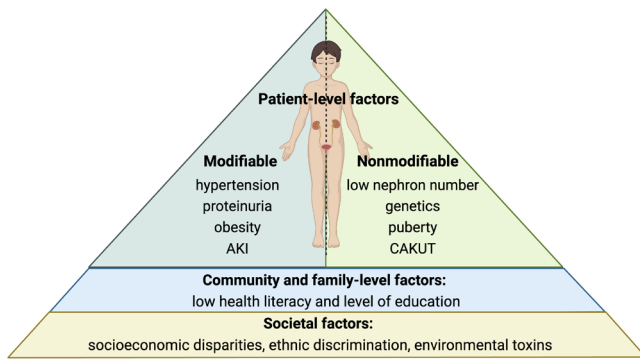 Patient-level factors
Modifiable
hypertension
proteinuria
obesity
AKI
Nonmodifiable
low nephron number
genetics
puberty
CAKUT
Community and family-level factors:
low health literacy and level of education
Societal factors:
socioeconomic disparities, ethnic discrimination, environmental toxins